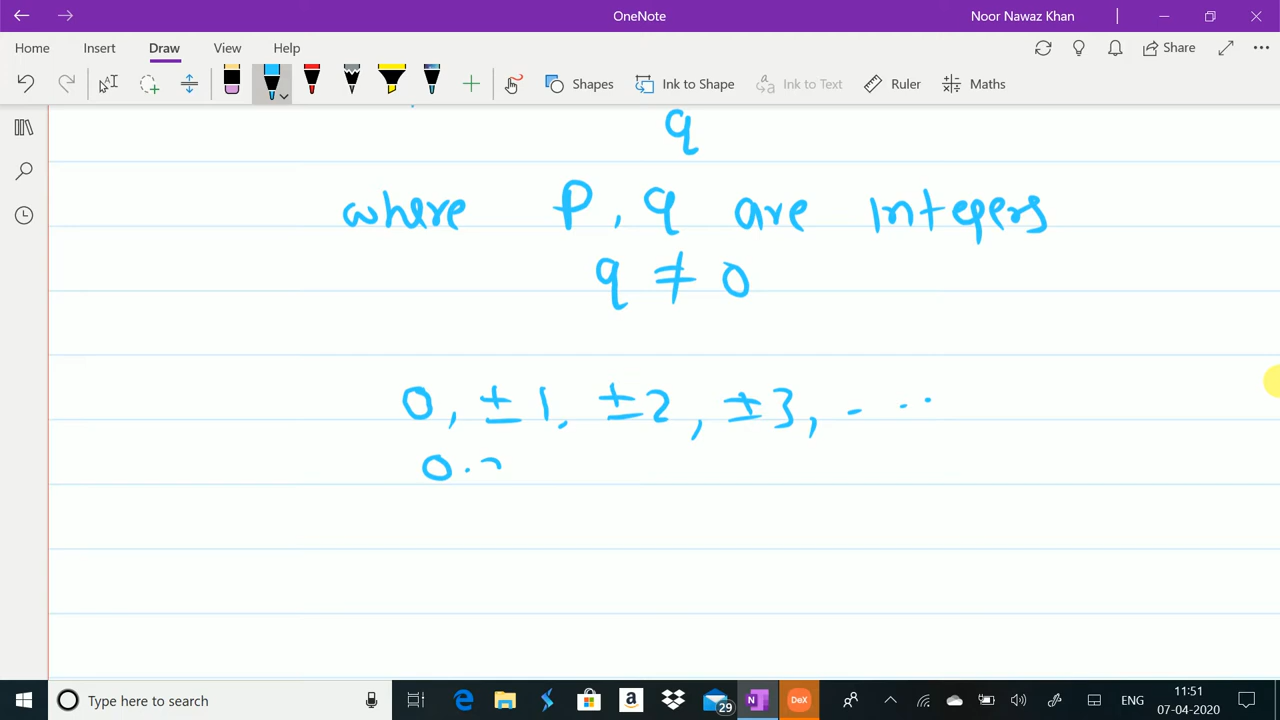 OneNote
Noor Nawaz Khan
Home Insert Draw View Help
Share
Shapes Ink to Shape Ink to Text Ruler Maths
q
where p, q are Integers
q ≠ 0
0, ±1, ±2, ±3, - ...
0.
Type here to search
29
DeX
ENG
11:51
07-04-2020